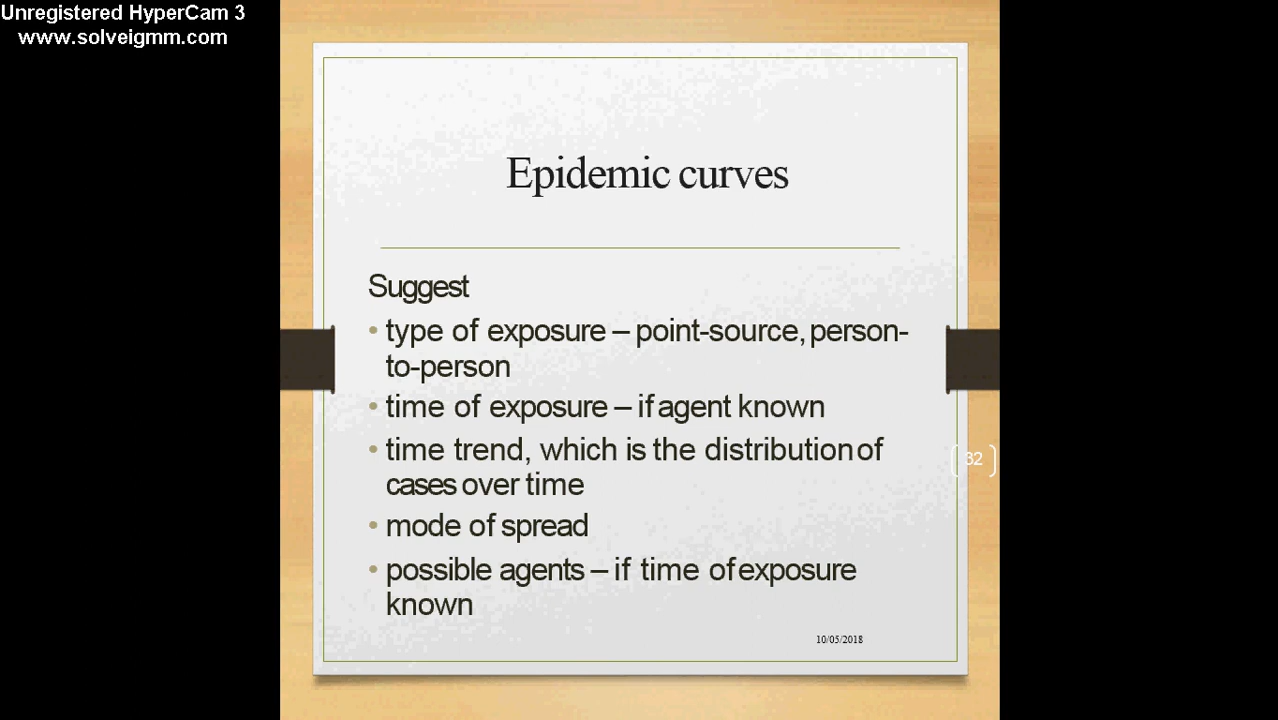 Unregistered HyperCam 3
www.solveigmm.com
Epidemic curves
Suggest
• type of exposure – point-source, person-
to-person
• time of exposure – if agent known
• time trend, which is the distribution of
cases over time
32
• mode of spread
• possible agents – if time of exposure
known
10/05/2018